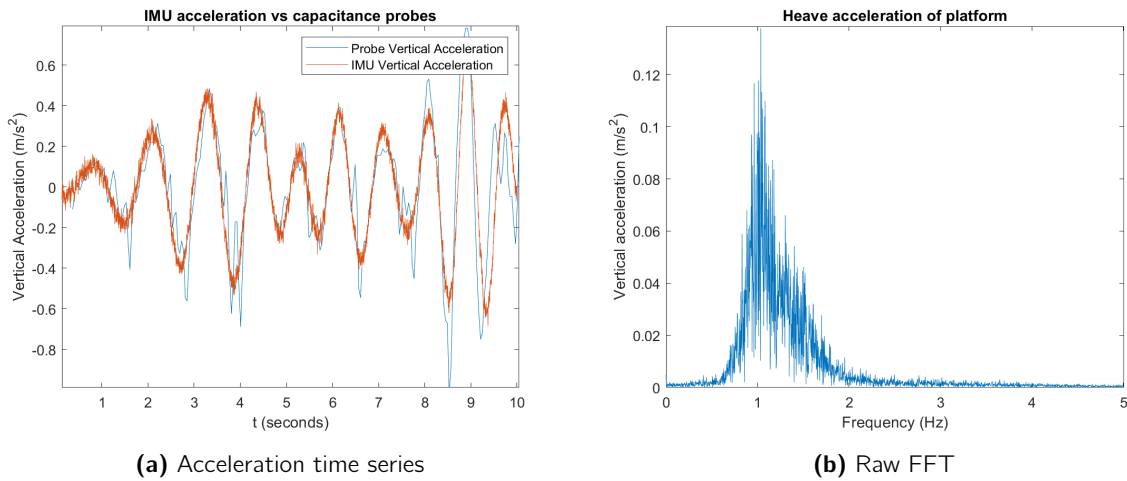 IMU acceleration vs capacitance probes
Probe Vertical Acceleration
IMU Vertical Acceleration
Vertical Acceleration (m/s²)
0.6
0.4
0.2
0
-0.2
-0.4
-0.6
-0.8
1 2 3 4 5 6 7 8 9 10
t (seconds)
(a) Acceleration time series
Heave acceleration of platform
Vertical acceleration (m/s²)
0.12
0.1
0.08
0.06
0.04
0.02
0
0 1 2 3 4 5
Frequency (Hz)
(b) Raw FFT